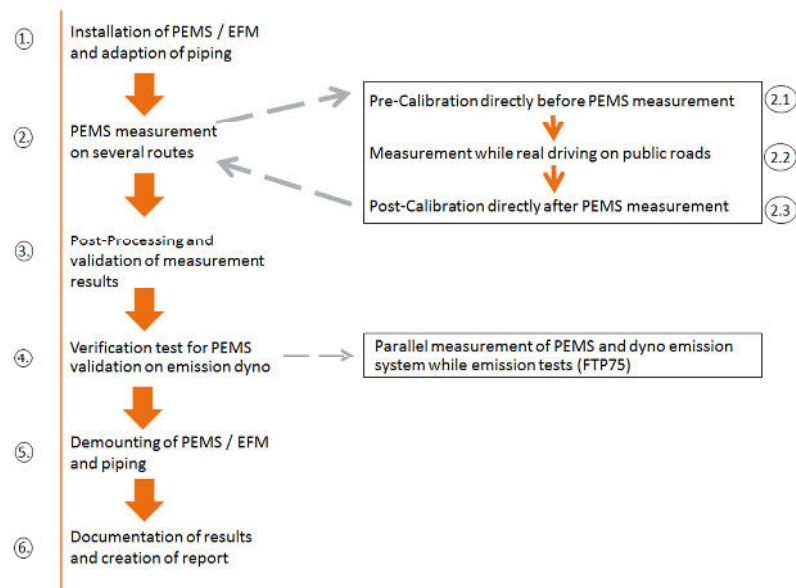 1.
Installation of PEMS / EFM
and adaption of piping
2.
PEMS measurement
on several routes
Pre-Calibration directly before PEMS measurement
2.1
Measurement while real driving on public roads
2.2
Post-Calibration directly after PEMS measurement
2.3
3.
Post-Processing and
validation of measurement
results
4.
Verification test for PEMS
validation on emission dyno
Parallel measurement of PEMS and dyno emission
system while emission tests (FTP75)
5.
Demounting of PEMS / EFM
and piping
6.
Documentation of results
and creation of report